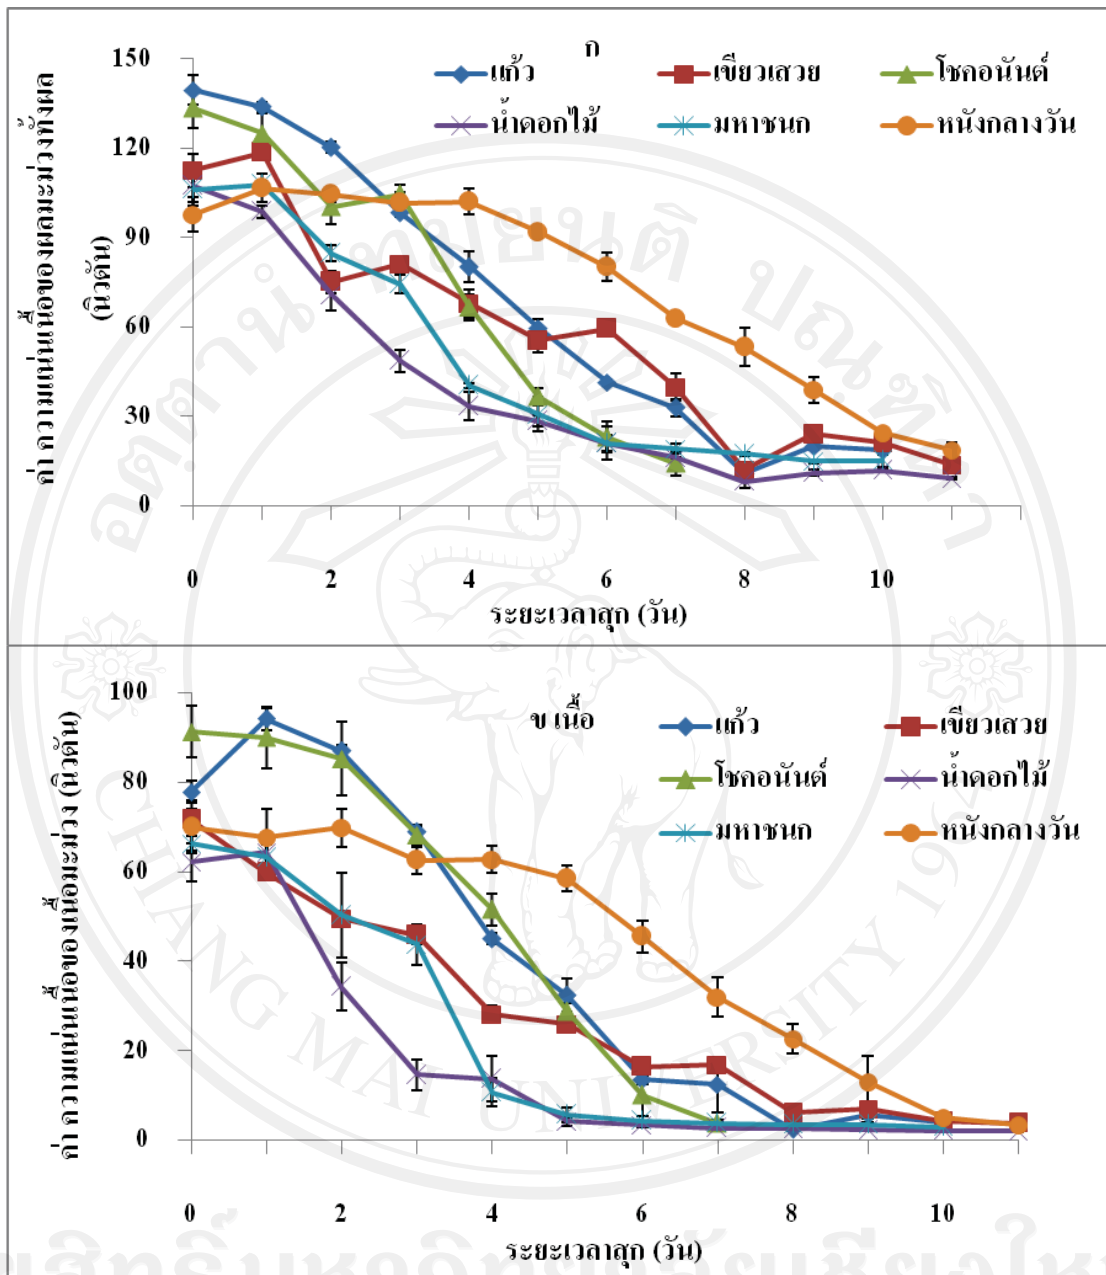 ก
แก้ว เขียวเสวย โชคอนันต์
น้ำดอกไม้ มหาชนก หนังกลางวัน
150
120
90
60
30
0
ค่า ความแน่นเนื้อของผลมะม่วงทั้งผล
(นิวตัน)
0 2 4 6 8 10
ระยะเวลาสุก (วัน)
ข เนื้อ
แก้ว เขียวเสวย
โชคอนันต์ น้ำดอกไม้
มหาชนก หนังกลางวัน
100
80
60
40
20
0
ค่า ความแน่นเนื้อของเนื้อมะม่วง (นิวตัน)
0 2 4 6 8 10
ระยะเวลาสุก (วัน)
CHIANG MAI UNIVERSITY 1964